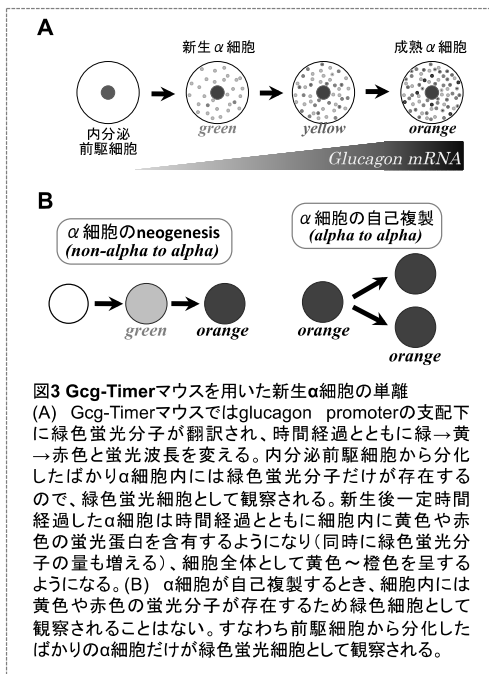 A
新生α細胞
成熟α細胞
内分泌
前駆細胞
green
yellow
orange
Glucagon mRNA
B
α細胞のneogenesis
(non-alpha to alpha)
α細胞の自己複製
(alpha to alpha)
green
orange
orange
orange
orange
図3 Gcg-Timerマウスを用いた新生α細胞の単離
(A) Gcg-Timerマウスではglucagon promoterの支配下
に緑色蛍光分子が翻訳され、時間経過とともに緑→黄
→赤色と蛍光波長を変える。内分泌前駆細胞から分化
したばかりα細胞内には緑色蛍光分子だけが存在する
ので、緑色蛍光細胞として観察される。新生後一定時間
経過したα細胞は時間経過とともに細胞内に黄色や赤
色の蛍光蛋白を含有するようになり(同時に緑色蛍光分
子の量も増える)、細胞全体として黄色～橙色を呈する
ようになる。(B) α細胞が自己複製するとき、細胞内には
黄色や赤色の蛍光分子が存在するため緑色細胞として
観察されることはない。すなわち前駆細胞から分化した
ばかりのα細胞だけが緑色蛍光細胞として観察される。